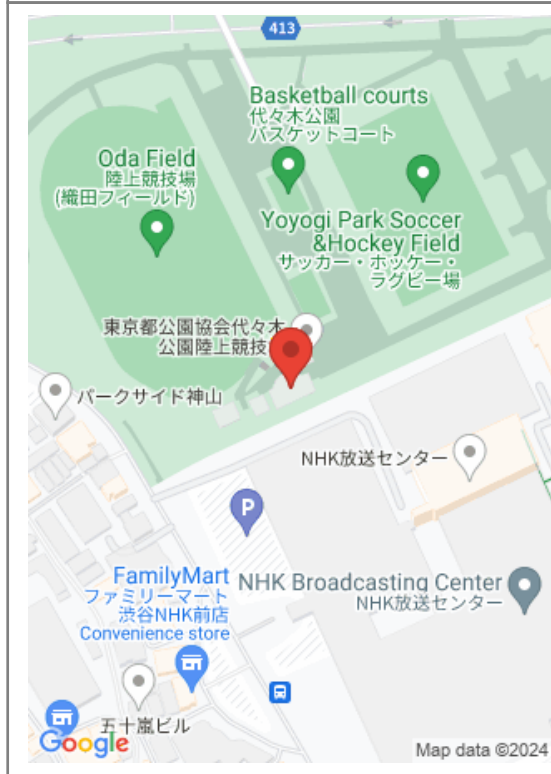 413
Basketball courts
代々木公園
バスケットコート
Oda Field
陸上競技場
(織田フィールド)
Yoyogi Park Soccer
&Hockey Field
サッカー・ホッケー・
ラグビー場
東京都公園協会代々木
公園陸上競技
パークサイド神山
NHK放送センター
P
FamilyMart
ファミリーマート
渋谷NHK前店
Convenience store
NHK Broadcasting Center
NHK放送センター
五十嵐ビル
Google
Map data ©2024